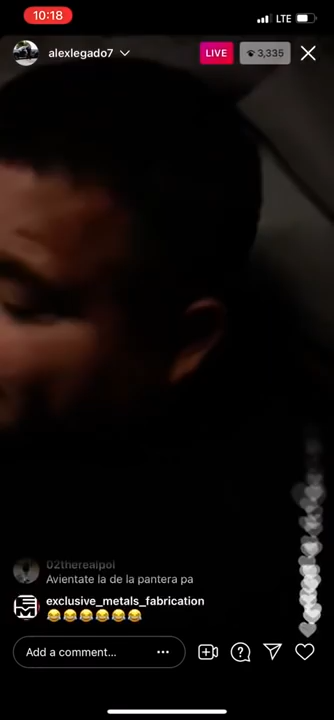 10:18
LTE
alexlegado7
LIVE
3,335
02therealpol
Avientate la de la pantera pa
exclusive_metals_fabrication
😂😂😂😂😂😂
Add a comment...